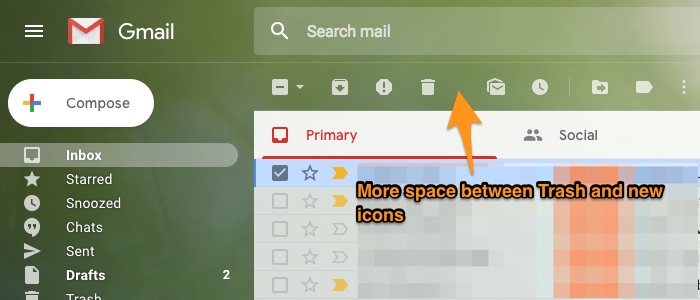 Gmail
Search mail
Compose
Primary
Social
Inbox
Starred
More space between Trash and new
icons
Snoozed
Chats
Sent
Drafts 2
Trash